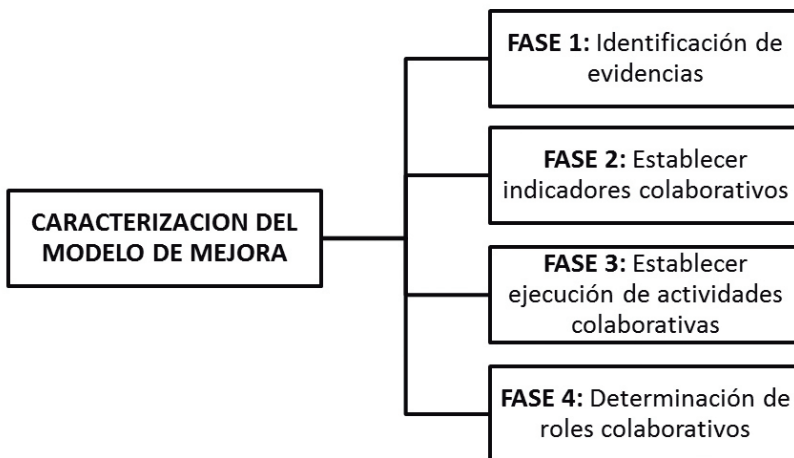 FASE 1: Identificación de
evidencias
FASE 2: Establecer
indicadores colaborativos
CARACTERIZACION DEL
MODELO DE MEJORA
FASE 3: Establecer
ejecución de actividades
colaborativas
FASE 4: Determinación de
roles colaborativos